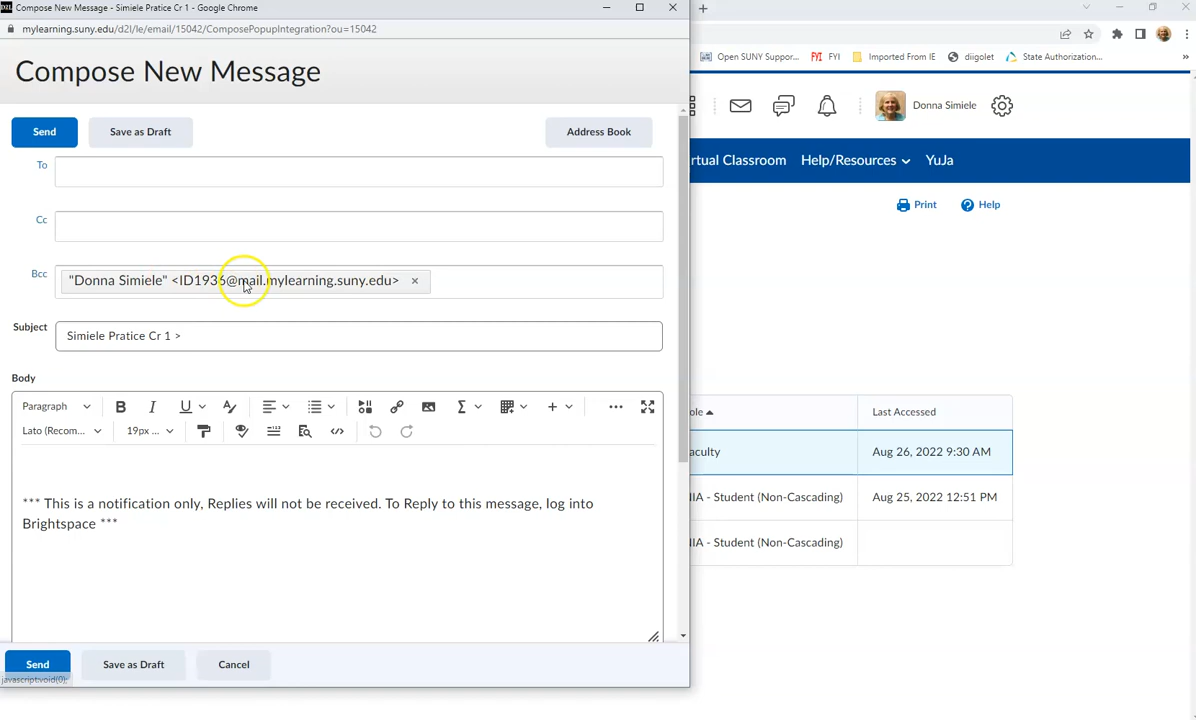 D2L Compose New Message - Simiele Pratice Cr 1 - Google Chrome
mylearning.suny.edu/d2l/le/email/15042/ComposePopupIntegration?ou=15042
Open SUNY Suppor... FYI FYI Imported From IE diigolet State Authorization... »
Compose New Message
Donna Simiele
Send Save as Draft Address Book
rtual Classroom Help/Resources YuJa
To
Print Help
Cc
Bcc "Donna Simiele" <ID1936@mail.mylearning.suny.edu> ×
Subject Simiele Pratice Cr 1 >
Body
Paragraph B I U
Lato (Recom... 19px ...
ole Last Accessed
aculty Aug 26, 2022 9:30 AM
IIA - Student (Non-Cascading) Aug 25, 2022 12:51 PM
IIA - Student (Non-Cascading)
*** This is a notification only, Replies will not be received. To Reply to this message, log into
Brightspace ***
Send Save as Draft Cancel
javascript:void(0);